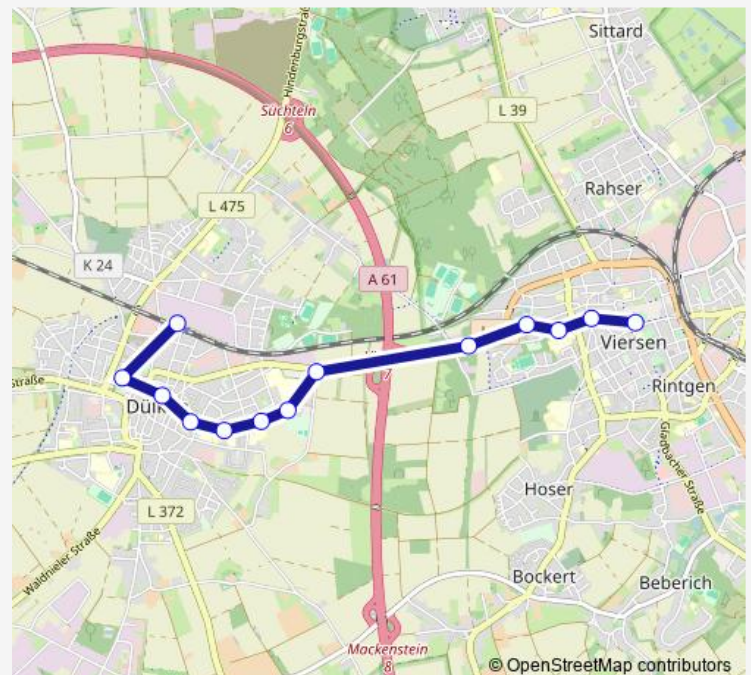 Sittard
Hindenburgstraß
Süchteln
6
L 39
Rahser
L 475
K 24
A 61
Viersen
7
Straße
Dülk
Rintgen
Gladbacher Straße
Hoser
L 372
Waldnieler Straße
Bockert
Beberich
Mackenstein
8
© OpenStreetMap contributors